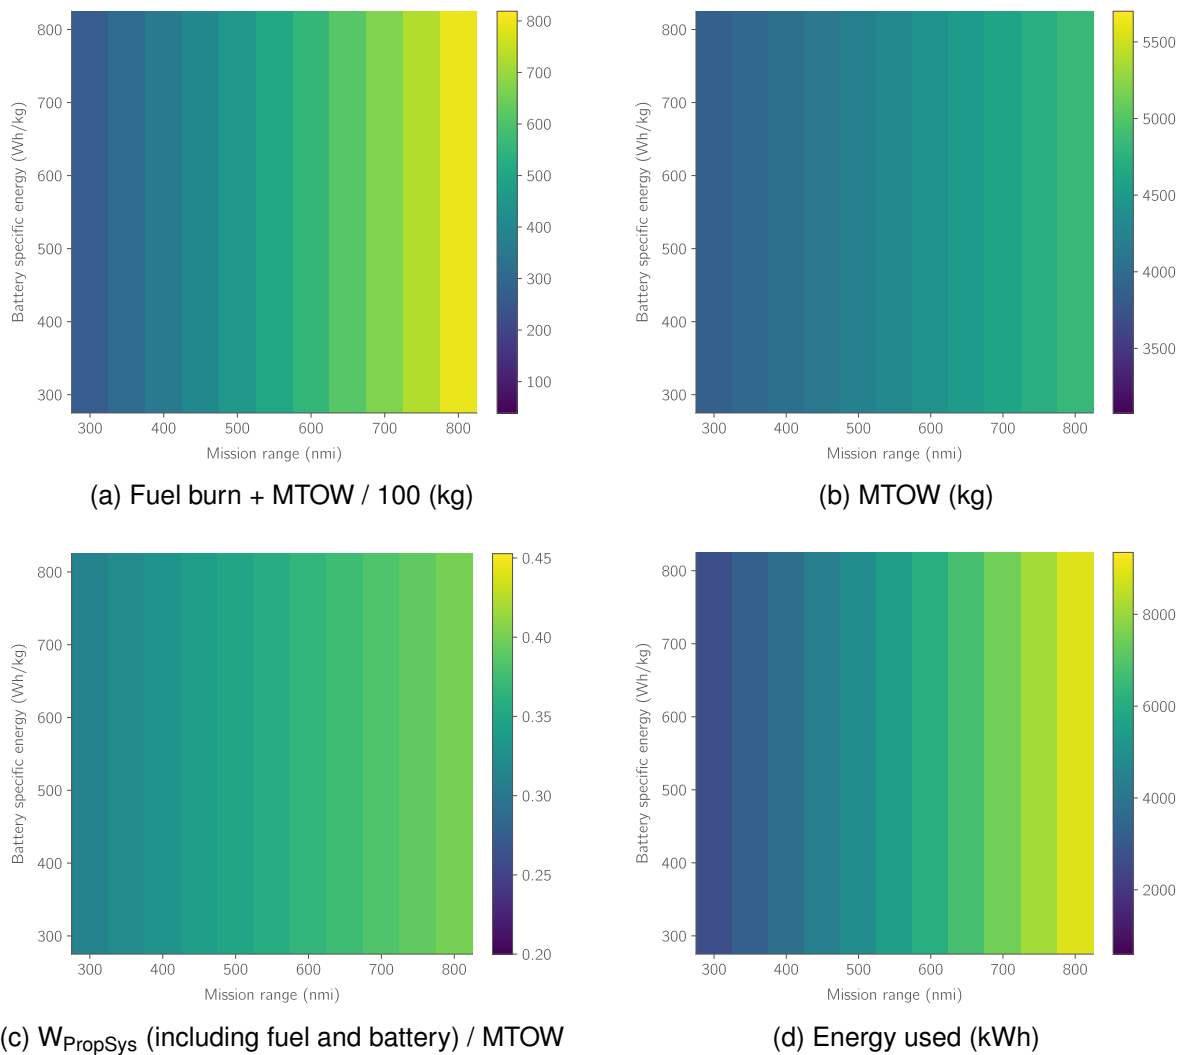 800
700
600
500
400
300
Battery specific energy (Wh/kg)
300 400 500 600 700 800
Mission range (nmi)
800
700
600
500
400
300
200
100
(a) Fuel burn + MTOW / 100 (kg)
800
700
600
500
400
300
Battery specific energy (Wh/kg)
300 400 500 600 700 800
Mission range (nmi)
5500
5000
4500
4000
3500
(b) MTOW (kg)
800
700
600
500
400
300
Battery specific energy (Wh/kg)
300 400 500 600 700 800
Mission range (nmi)
0.45
0.40
0.35
0.30
0.25
0.20
(c) W_PropSys (including fuel and battery) / MTOW
800
700
600
500
400
300
Battery specific energy (Wh/kg)
300 400 500 600 700 800
Mission range (nmi)
8000
6000
4000
2000
(d) Energy used (kWh)